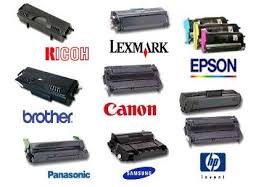 RICOH
LEXMARK
EPSON
brother
Canon
Panasonic
SAMSUNG
hp
invent